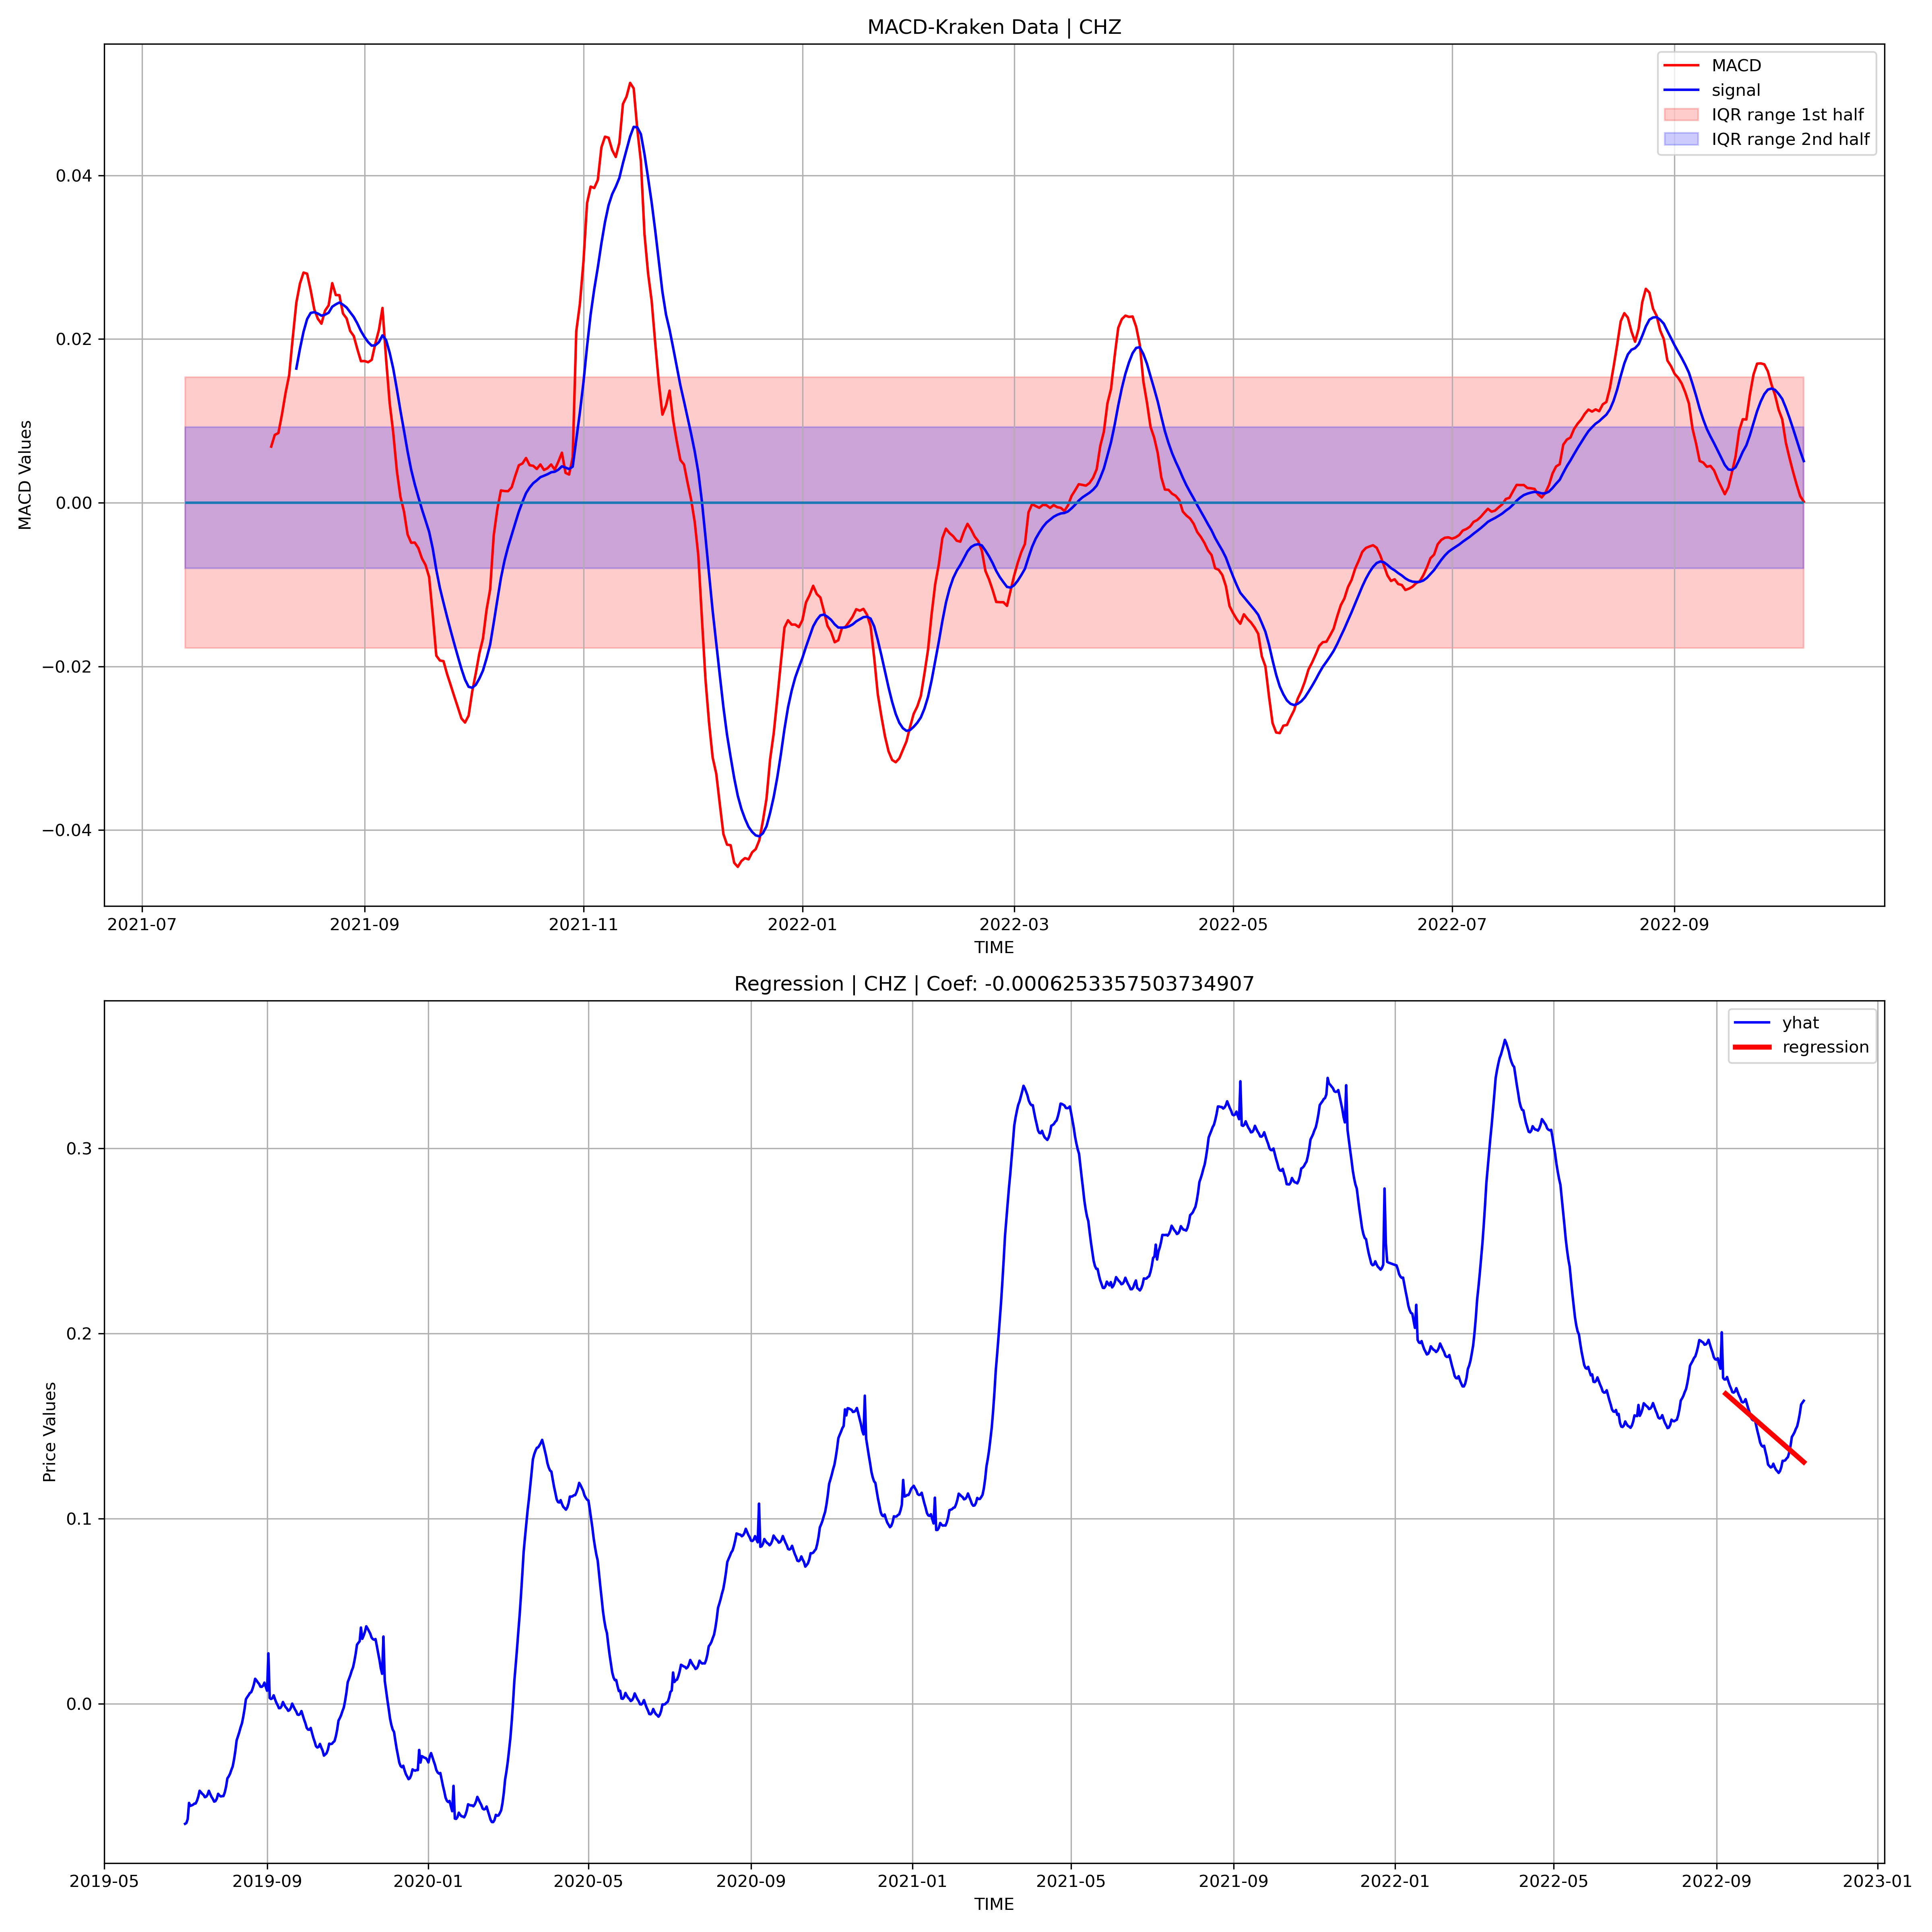 MACD-Kraken Data | CHZ
MACD
signal
IQR range 1st half
IQR range 2nd half
0.04
0.02
0.00
−0.02
−0.04
MACD Values
2021-07 2021-09 2021-11 2022-01 2022-03 2022-05 2022-07 2022-09
TIME
Regression | CHZ | Coef: -0.0006253357503734907
yhat
regression
0.3
0.2
0.1
0.0
Price Values
2019-05 2019-09 2020-01 2020-05 2020-09 2021-01 2021-05 2021-09 2022-01 2022-05 2022-09 2023-01
TIME